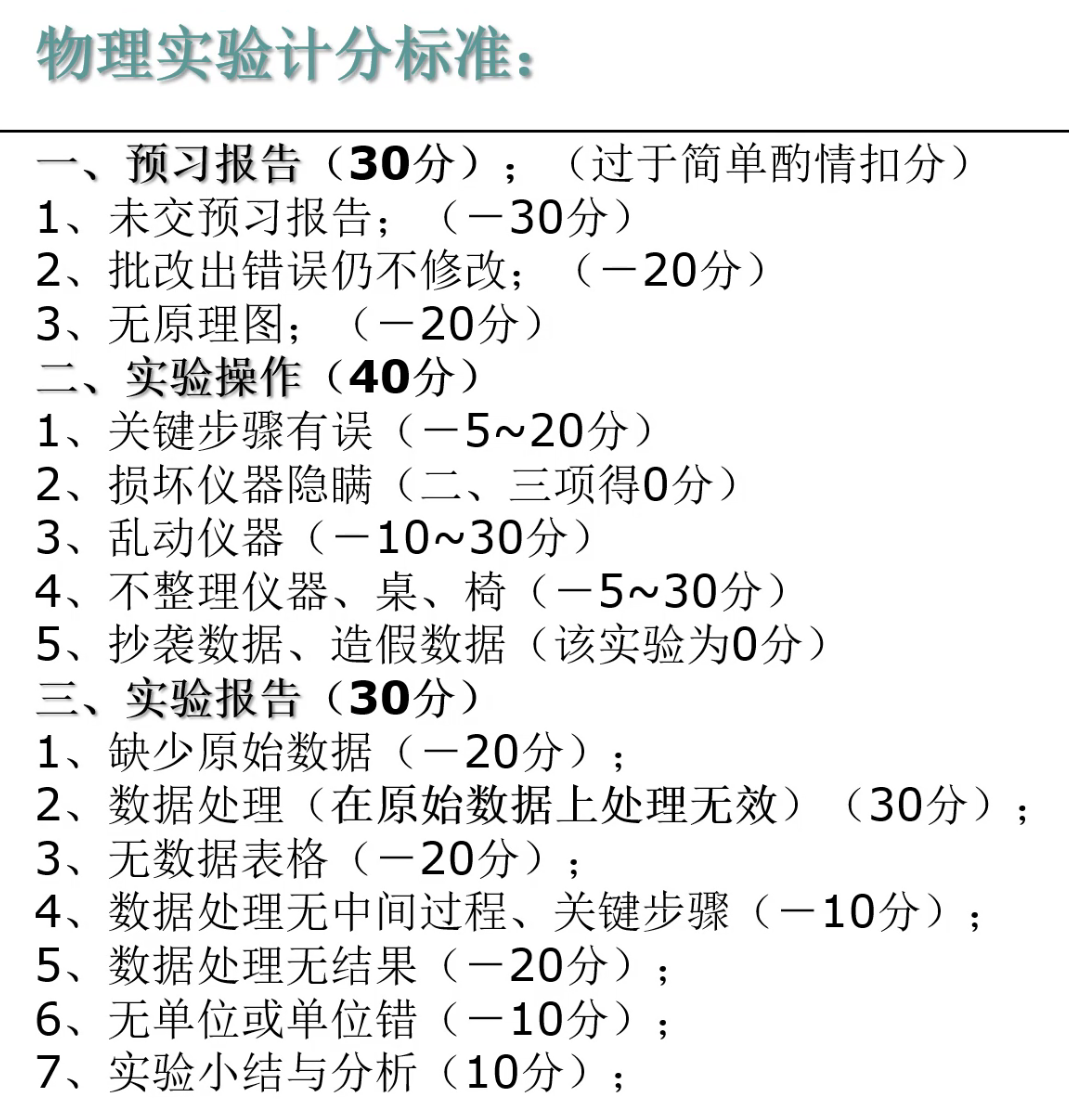 物理实验计分标准：
一、预习报告（30分）；（过于简单酌情扣分）
1、未交预习报告；（－30分）
2、批改出错误仍不修改；（－20分）
3、无原理图；（－20分）
二、实验操作（40分）
1、关键步骤有误（－5~20分）
2、损坏仪器隐瞒（二、三项得0分）
3、乱动仪器（－10~30分）
4、不整理仪器、桌、椅（－5~30分）
5、抄袭数据、造假数据（该实验为0分）
三、实验报告（30分）
1、缺少原始数据（－20分）；
2、数据处理（在原始数据上处理无效）（30分）；
3、无数据表格（－20分）；
4、数据处理无中间过程、关键步骤（－10分）；
5、数据处理无结果（－20分）；
6、无单位或单位错（－10分）；
7、实验小结与分析（10分）；